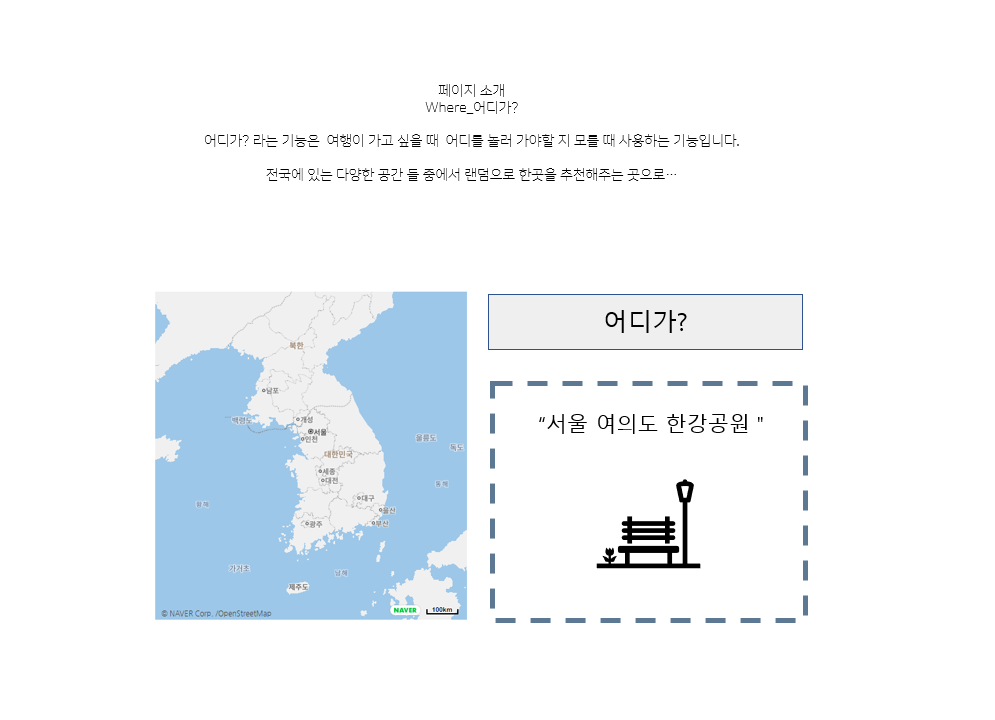 페이지 소개
Where_어디가?
어디가? 라는 기능은 여행이 가고 싶을 때 어디를 놀러 가야할 지 모를 때 사용하는 기능입니다.
전국에 있는 다양한 공간 들 중에서 랜덤으로 한곳을 추천해주는 곳으로…
어디가?
“서울 여의도 한강공원 "
북한
남포
개성
백령도
서울
인천
울릉도
독도
대한민국
세종
대전
동해
대구
황해
울산
광주
부산
가거초
남해
제주도
© NAVER Corp. /OpenStreetMap
NAVER
100km